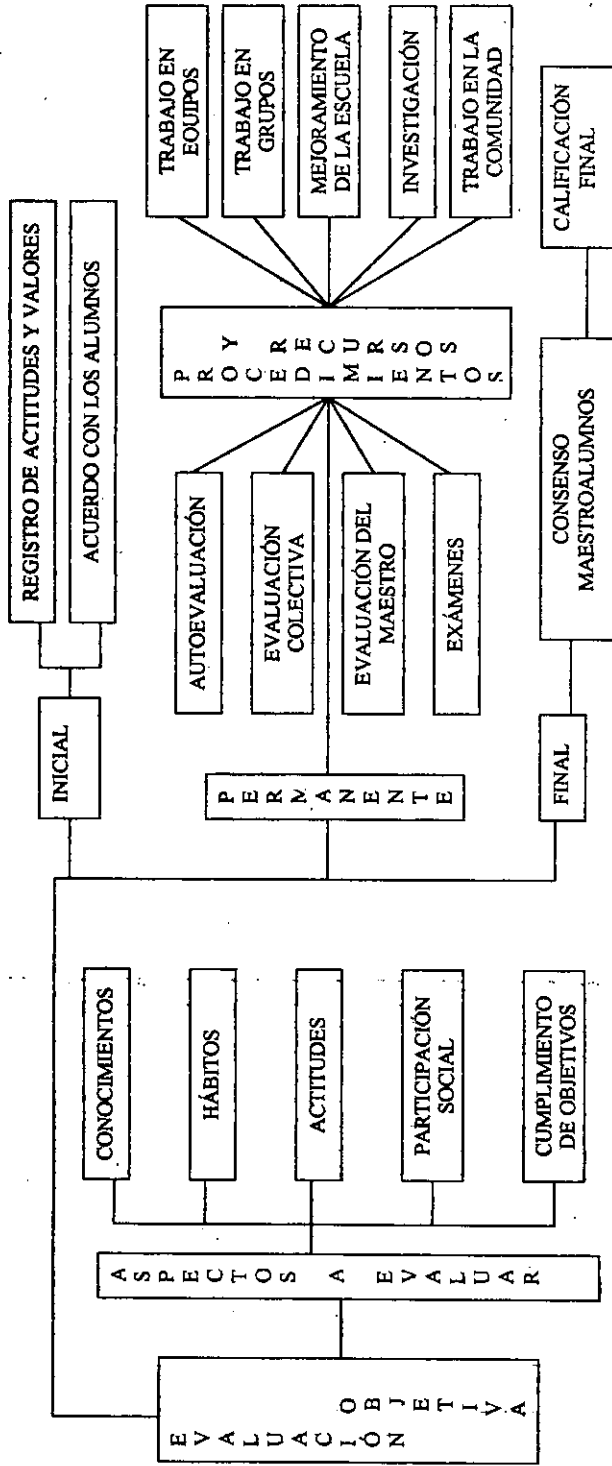 EVALUACIÓN
OBJETIVA
ASPECTOS A EVALUAR
CONOCIMIENTOS
HÁBITOS
ACTITUDES
PARTICIPACIÓN
SOCIAL
CUMPLIMIENTO
DE OBJETIVOS
INICIAL
REGISTRO DE ACTITUDES Y VALORES
ACUERDO CON LOS ALUMNOS
PERMANENTE
AUTOEVALUACIÓN
EVALUACIÓN
COLECTIVA
EVALUACIÓN DEL
MAESTRO
EXÁMENES
PROCEDIMIENTOS
Y RECURSOS
TRABAJO EN
EQUIPOS
TRABAJO EN
GRUPOS
MEJORAMIENTO
DE LA ESCUELA
INVESTIGACIÓN
TRABAJO EN LA
COMUNIDAD
FINAL
CONSENSO
MAESTROALUMNOS
CALIFICACIÓN
FINAL